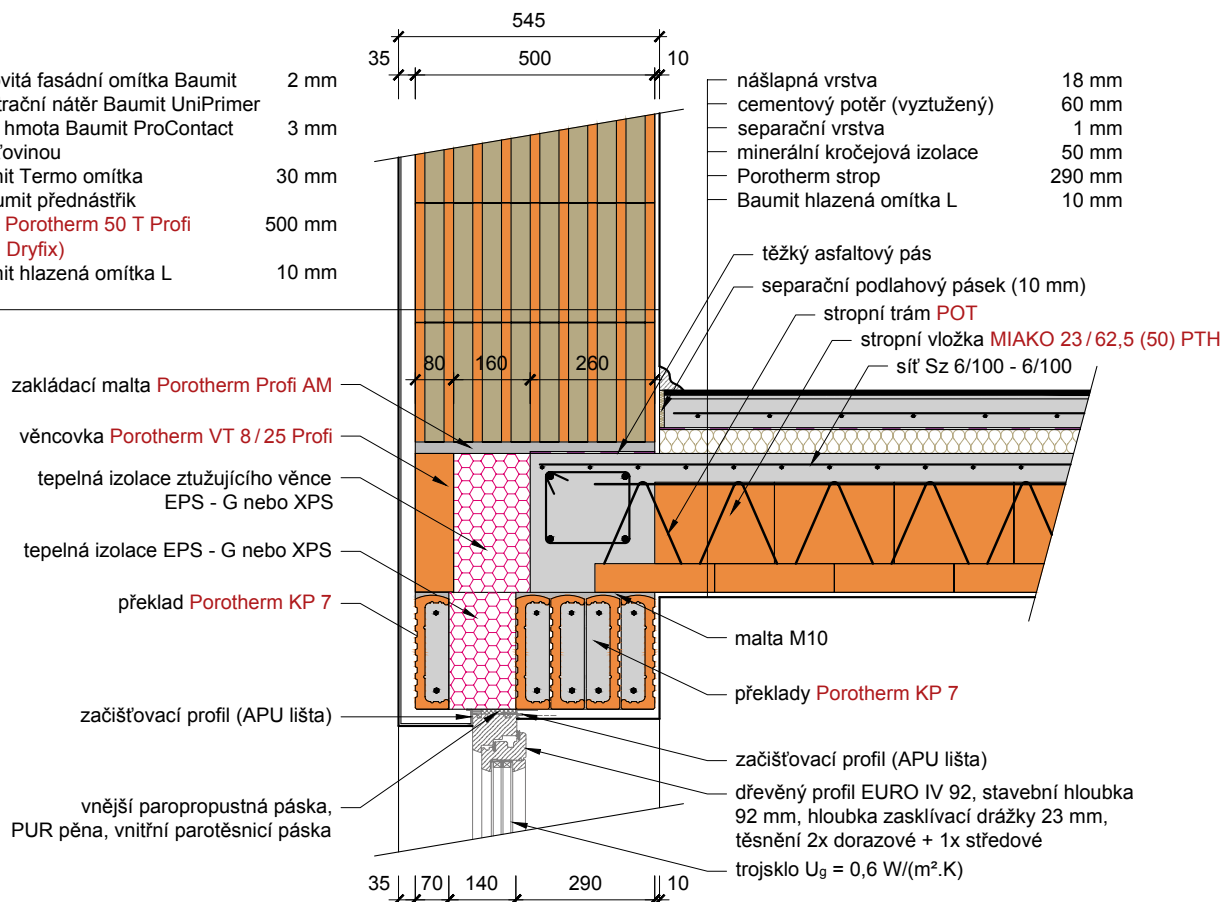 545
35 500 10
ovitá fasádní omítka Baumit 2 mm
trační nátěr Baumit UniPrimer
hmota Baumit ProContact 3 mm
ťovinou
nit Termo omítka 30 mm
umit přednástřik
Porotherm 50 T Profi 500 mm
Dryfix)
nit hlazená omítka L 10 mm
nášlapná vrstva 18 mm
cementový potěr (vyztužený) 60 mm
separační vrstva 1 mm
minerální kročejová izolace 50 mm
Porotherm strop 290 mm
Baumit hlazená omítka L 10 mm
těžký asfaltový pás
separační podlahový pásek (10 mm)
stropní trám POT
stropní vložka MIAKO 23/62,5 (50) PTH
síť Sz 6/100 - 6/100
80 160 260
zakládací malta Porotherm Profi AM
věncovka Porotherm VT 8/25 Profi
tepelná izolace ztužujícího věnce
EPS - G nebo XPS
tepelná izolace EPS - G nebo XPS
překlad Porotherm KP 7
malta M10
překlady Porotherm KP 7
začišťovací profil (APU lišta)
začišťovací profil (APU lišta)
vnější paropropustná páska,
PUR pěna, vnitřní parotěsnicí páska
dřevěný profil EURO IV 92, stavební hloubka
92 mm, hloubka zasklívací drážky 23 mm,
těsnění 2x dorazové + 1x středové
trojsklo Ug = 0,6 W/(m².K)
35 70 140 290 10